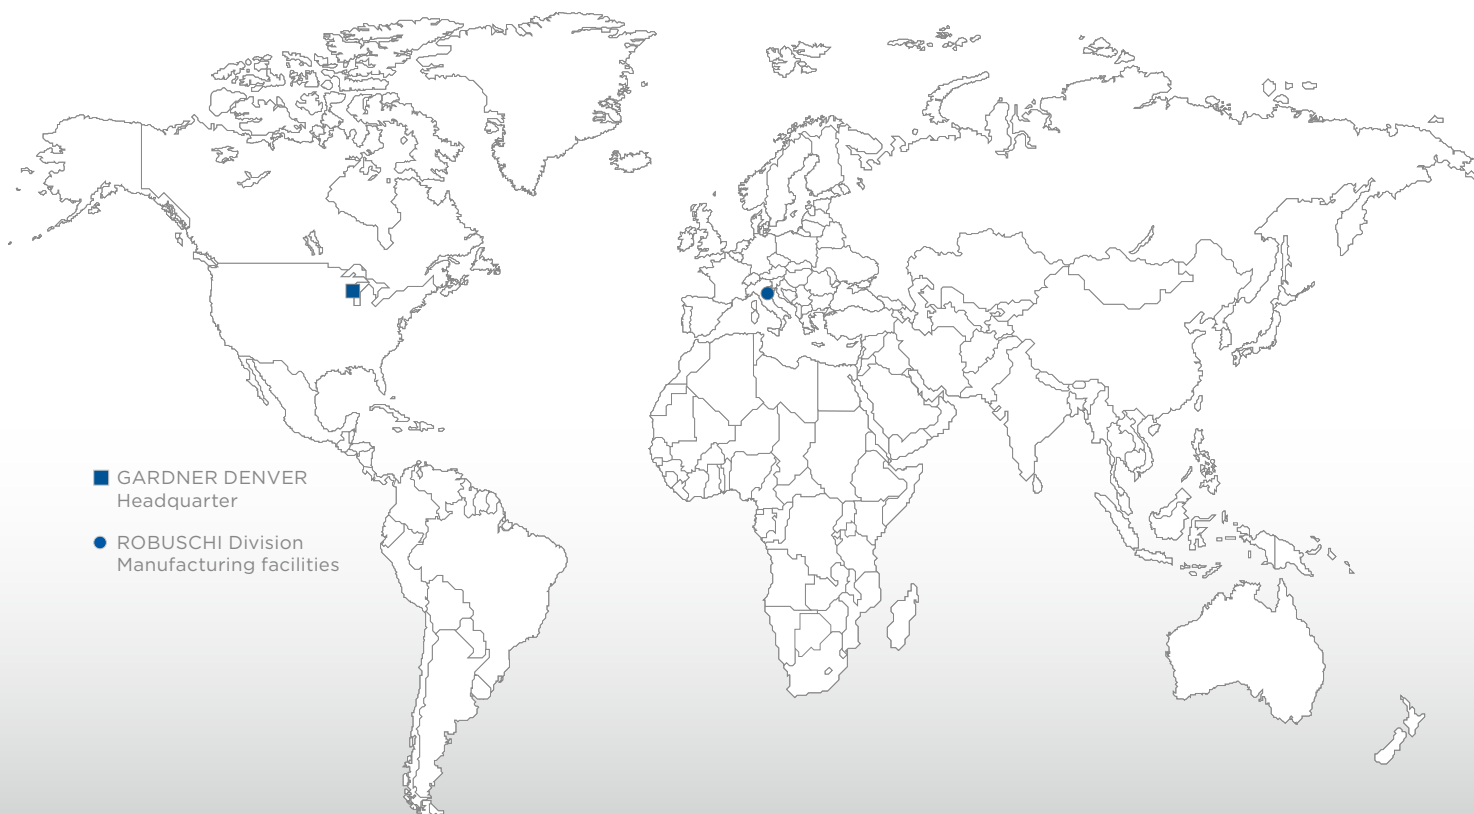 GARDNER DENVER
Headquarter
ROBUSCHI Division
Manufacturing facilities